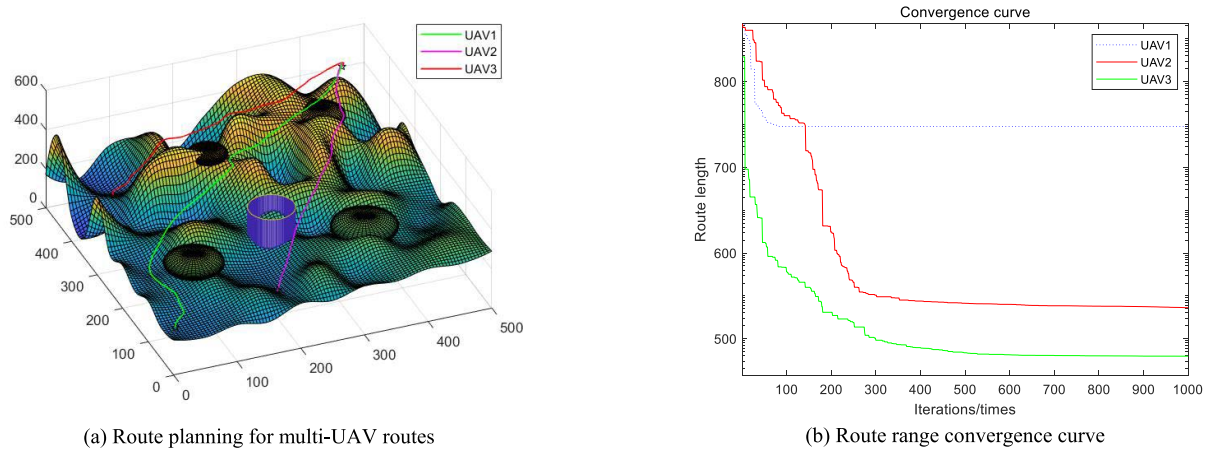 UAV1
UAV2
UAV3
600
400
200
0
500
400
300
200
100
0
0
100
200
300
400
500
(a) Route planning for multi-UAV routes
Convergence curve
UAV1
UAV2
UAV3
Route length
800
700
600
500
100 200 300 400 500 600 700 800 900 1000
Iterations/times
(b) Route range convergence curve